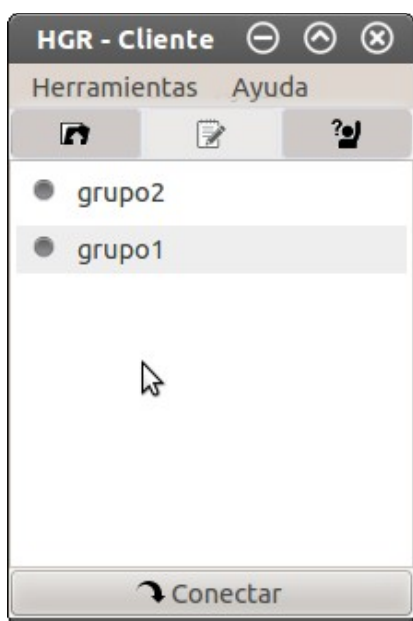 HGR - Cliente
Herramientas Ayuda
grupo2
grupo1
Conectar